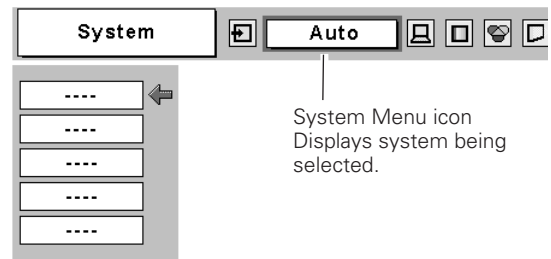 System
Auto
----
----
----
----
----
System Menu icon
Displays system being
selected.